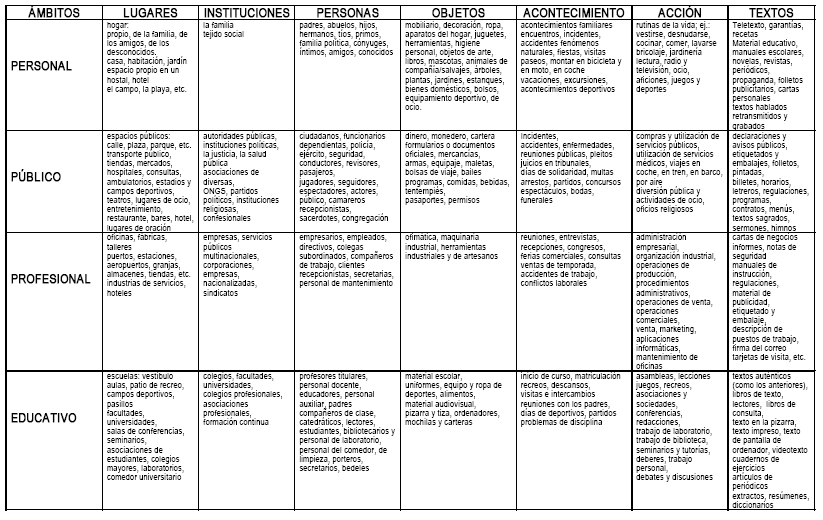 ÁMBITOS LUGARES INSTITUCIONES PERSONAS OBJETOS ACONTECIMIENTO ACCIÓN TEXTOS
PERSONAL
hogar:
propio, de la familia, de
los amigos, de los
desconocidos.
casa, habitación, jardín
espacio propio en un
hostal, hotel
el campo, la playa, etc.
la familia
tejido social
padres, abuelos, hijos,
hermanos, tíos, primos,
familia política, cónyuges,
íntimos, amigos, conocidos
mobiliario, decoración, ropa,
aparatos del hogar, juguetes,
herramientas, higiene
personal, objetos de arte,
libros, mascotas, animales de
compañía/salvajes, árboles,
plantas, jardines, estanques,
bienes domésticos, bolsos,
equipamiento deportivo, de
ocio.
acontecimientos familiares
encuentros, incidentes,
accidentes fenómenos
naturales, fiestas, visitas
paseos, montar en bicicleta y
en moto, en coche
vacaciones, excursiones,
acontecimientos deportivos
rutinas de la vida; ej.:
vestirse, desnudarse,
cocinar, comer, lavarse
bricolaje, jardinería
lectura, radio y
televisión, ocio,
aficiones, juegos y
deportes
Teletexto, garantías,
recetas
Material educativo,
manuales escolares,
novelas, revistas,
periódicos,
propaganda, folletos
publicitarios, cartas
personales
textos hablados
retransmitidos y
grabados
PÚBLICO
espacios públicos:
calle, plaza, parque, etc.
transporte público,
tiendas, mercados,
hospitales, consultas,
ambulatorios, estadios y
campos deportivos,
teatros, lugares de ocio,
entretenimiento,
restaurante, bares, hotel,
lugares de oración
autoridades públicas,
instituciones políticas,
la justicia, la salud
pública
asociaciones de
diversas,
ONGS, partidos
políticos, instituciones
religiosas,
confesionales
ciudadanos, funcionarios
dependientas, policía,
ejército, seguridad,
conductores, revisores,
pasajeros,
jugadores, seguidores,
espectadores, actores,
público, camareros
recepcionistas,
sacerdotes, congregación
dinero, monedero, cartera
formularios o documentos
oficiales, mercancías,
armas, equipaje, maletas,
bolsas de viaje, bailes
programas, comidas, bebidas,
tentempiés,
pasaportes, permisos
Incidentes,
accidentes, enfermedades,
reuniones públicas, pleitos
juicios en tribunales,
días de solidaridad, multas
arrestos, partidos, concursos
espectáculos, bodas,
funerales
compras y utilización de
servicios públicos,
utilización de servicios
médicos, viajes en
coche, en tren, en barco,
por aire
diversión pública y
actividades de ocio,
oficios religiosos
declaraciones y
avisos públicos,
etiquetados y
embalajes, folletos,
pintadas,
billetes, horarios,
letreros, regulaciones,
programas,
contratos, menús,
textos sagrados,
sermones, himnos
PROFESIONAL
oficinas, fábricas,
talleres
puertos, estaciones,
aeropuertos, granjas,
almacenes, tiendas, etc.
industrias de servicios,
hoteles
empresas, servicios
públicos
multinacionales,
corporaciones,
empresas,
nacionalizadas,
sindicatos
empresarios, empleados,
directivos, colegas
subordinados, compañeros
de trabajo, clientes
recepcionistas, secretarias,
personal de mantenimiento
ofimática, maquinaria
industrial, herramientas
industriales y de artesanos
reuniones, entrevistas,
recepciones, congresos,
ferias comerciales, consultas
ventas de temporada,
accidentes de trabajo,
conflictos laborales
administración
empresarial,
organización industrial,
operaciones de
producción,
procedimientos
administrativos,
operaciones de venta,
operaciones
comerciales,
venta, marketing,
aplicaciones
informáticas,
mantenimiento de
oficinas
cartas de negocios
informes, notas de
seguridad
manuales de
instrucción,
regulaciones,
material de
publicidad,
etiquetado y
embalaje,
descripción de
puestos de trabajo,
firma del correo
tarjetas de visita, etc.
EDUCATIVO
escuelas: vestíbulo
aulas, patio de recreo,
campos deportivos,
pasillos
facultades,
universidades,
salas de conferencias,
seminarios,
asociaciones de
estudiantes, colegios
mayores, laboratorios,
comedor universitario
colegios, facultades,
universidades,
colegios profesionales,
asociaciones
profesionales,
formación continua
profesores titulares,
personal docente,
educadores, personal
auxiliar, padres
compañeros de clase,
catedráticos, lectores,
estudiantes, bibliotecarios y
personal de laboratorio,
personal del comedor, de
limpieza, porteros,
secretarios, bedeles
material escolar,
uniformes, equipo y ropa de
deportes, alimentos,
material audiovisual,
pizarra y tiza, ordenadores,
mochilas y carteras
inicio de curso, matriculación
recreos, descansos
visitas e intercambios
reuniones con los padres,
días de deportivos, partidos
problemas de disciplina
asambleas, lecciones
juegos, recreos,
asociaciones y
sociedades,
conferencias,
redacciones,
trabajo de laboratorio,
trabajo de biblioteca,
seminarios y tutorías,
deberes, trabajo
personal,
debates y discusiones
textos auténticos
(como los anteriores),
libros de texto,
lectores, libros de
consulta,
texto en la pizarra,
texto impreso, texto
de pantalla de
ordenador, videotexto
cuadernos de
ejercicios
artículos de
periódicos
extractos, resúmenes,
diccionarios